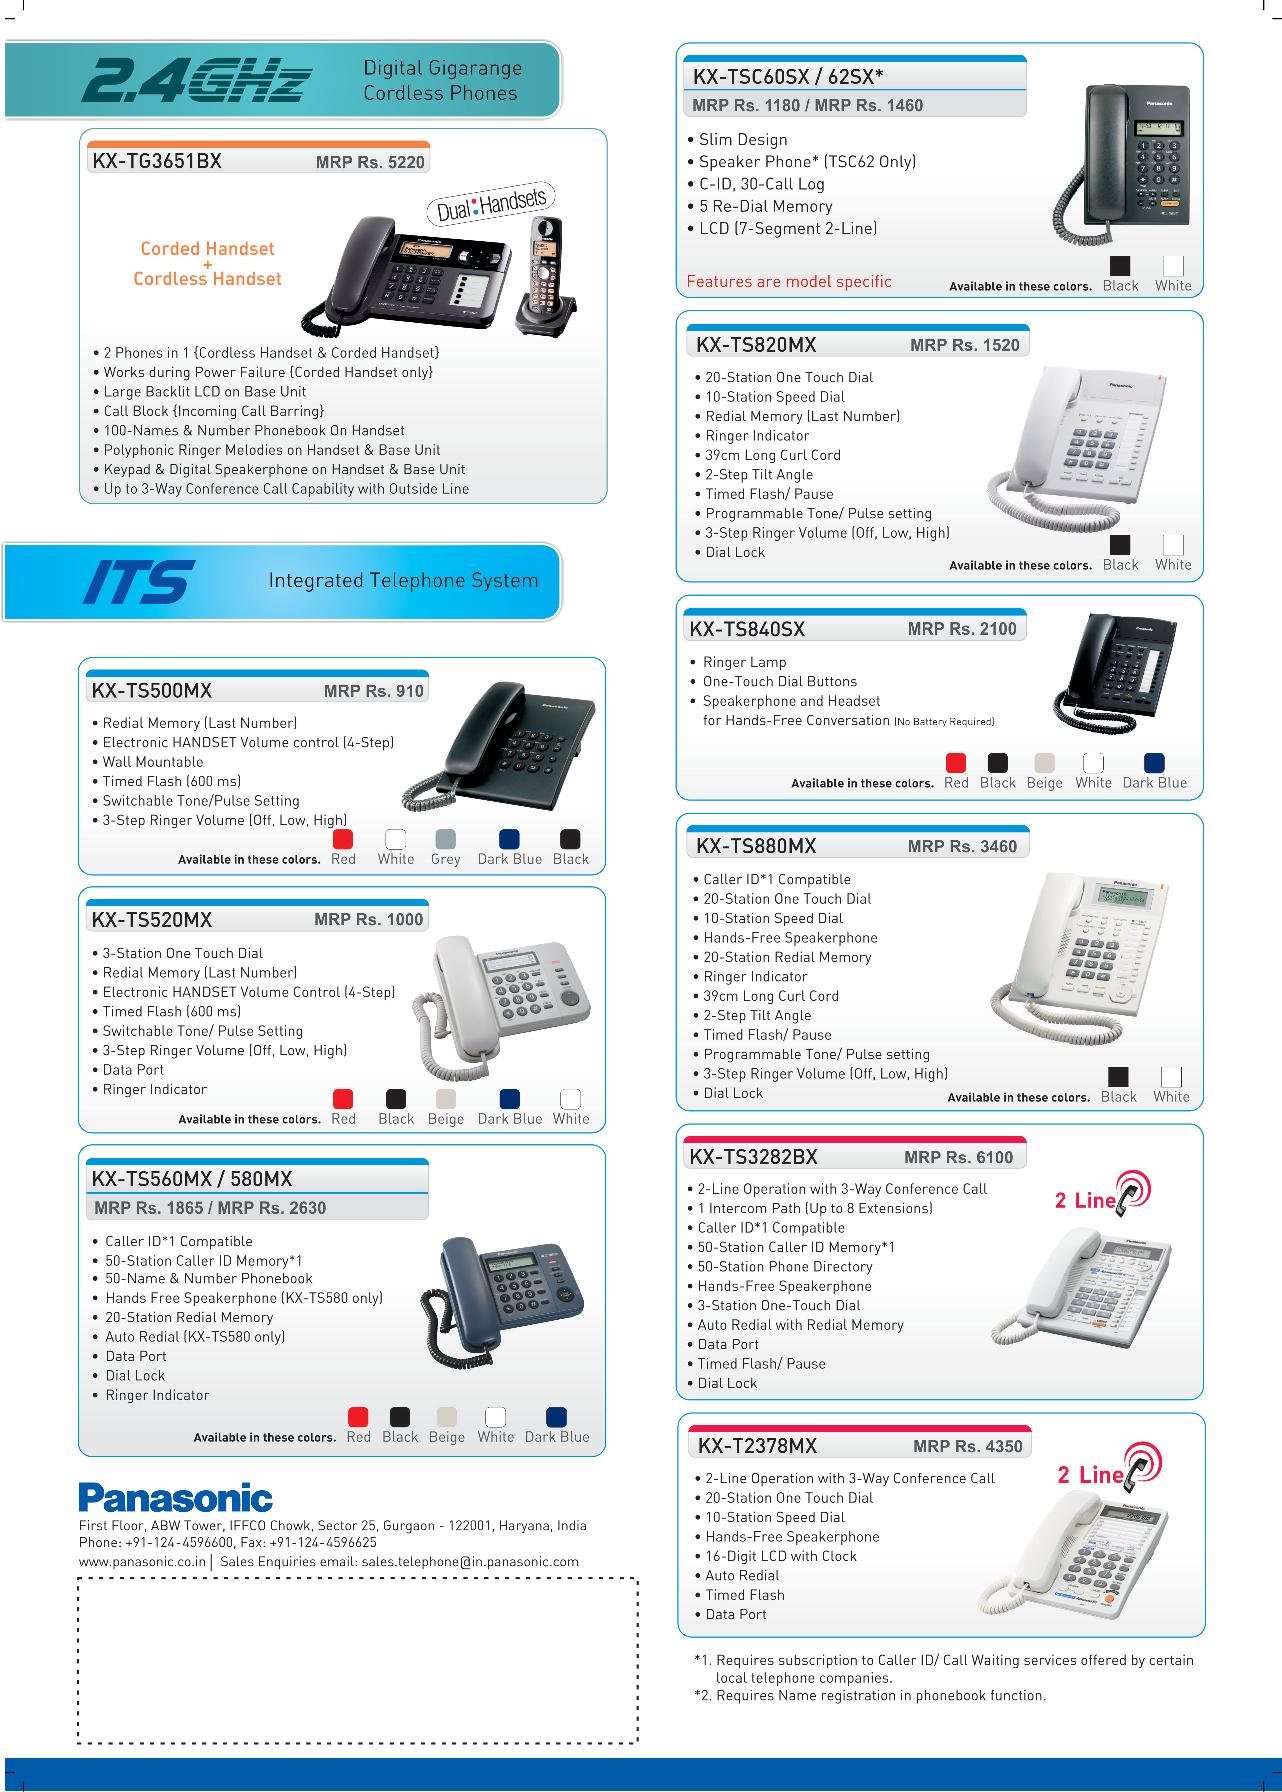 2.4GHz
Digital Gigarange
Cordless Phones
KX-TG3651BX MRP Rs. 5220
Dual Handsets
Corded Handset
+
Cordless Handset
• 2 Phones in 1 {Cordless Handset & Corded Handset}
• Works during Power Failure {Corded Handset only}
• Large Backlit LCD on Base Unit
• Call Block {Incoming Call Barring}
• 100-Names & Number Phonebook On Handset
• Polyphonic Ringer Melodies on Handset & Base Unit
• Keypad & Digital Speakerphone on Handset & Base Unit
• Up to 3-Way Conference Call Capability with Outside Line
ITS Integrated Telephone System
KX-TS500MX MRP Rs. 910
• Redial Memory (Last Number)
• Electronic HANDSET Volume control (4-Step)
• Wall Mountable
• Timed Flash (600 ms)
• Switchable Tone/Pulse Setting
• 3-Step Ringer Volume (Off, Low, High)
Available in these colors. Red White Grey Dark Blue Black
KX-TS520MX MRP Rs. 1000
• 3-Station One Touch Dial
• Redial Memory (Last Number)
• Electronic HANDSET Volume Control (4-Step)
• Timed Flash (600 ms)
• Switchable Tone/ Pulse Setting
• 3-Step Ringer Volume (Off, Low, High)
• Data Port
• Ringer Indicator
Available in these colors. Red Black Beige Dark Blue White
KX-TS560MX / 580MX
MRP Rs. 1865 / MRP Rs. 2630
• Caller ID*1 Compatible
• 50-Station Caller ID Memory*1
• 50-Name & Number Phonebook
• Hands Free Speakerphone (KX-TS580 only)
• 20-Station Redial Memory
• Auto Redial (KX-TS580 only)
• Data Port
• Dial Lock
• Ringer Indicator
Available in these colors. Red Black Beige White Dark Blue
Panasonic
First Floor, ABW Tower, IFFCO Chowk, Sector 25, Gurgaon - 122001, Haryana, India
Phone: +91-124-4596600, Fax: +91-124-4596625
www.panasonic.co.in | Sales Enquiries email: sales.telephone@in.panasonic.com
KX-TSC60SX / 62SX*
MRP Rs. 1180 / MRP Rs. 1460
• Slim Design
• Speaker Phone* (TSC62 Only)
• C-ID, 30-Call Log
• 5 Re-Dial Memory
• LCD (7-Segment 2-Line)
Features are model specific
Available in these colors. Black White
KX-TS820MX MRP Rs. 1520
• 20-Station One Touch Dial
• 10-Station Speed Dial
• Redial Memory (Last Number)
• Ringer Indicator
• 39cm Long Curl Cord
• 2-Step Tilt Angle
• Timed Flash/ Pause
• Programmable Tone/ Pulse setting
• 3-Step Ringer Volume (Off, Low, High)
• Dial Lock
Available in these colors. Black White
KX-TS840SX MRP Rs. 2100
• Ringer Lamp
• One-Touch Dial Buttons
• Speakerphone and Headset
for Hands-Free Conversation (No Battery Required)
Available in these colors. Red Black Beige White Dark Blue
KX-TS880MX MRP Rs. 3460
• Caller ID*1 Compatible
• 20-Station One Touch Dial
• 10-Station Speed Dial
• Hands-Free Speakerphone
• 20-Station Redial Memory
• Ringer Indicator
• 39cm Long Curl Cord
• 2-Step Tilt Angle
• Timed Flash/ Pause
• Programmable Tone/ Pulse setting
• 3-Step Ringer Volume (Off, Low, High)
• Dial Lock
Available in these colors. Black White
KX-TS3282BX MRP Rs. 6100
2 Line
• 2-Line Operation with 3-Way Conference Call
• 1 Intercom Path (Up to 8 Extensions)
• Caller ID*1 Compatible
• 50-Station Caller ID Memory*1
• 50-Station Phone Directory
• Hands-Free Speakerphone
• 3-Station One-Touch Dial
• Auto Redial with Redial Memory
• Data Port
• Timed Flash/ Pause
• Dial Lock
KX-T2378MX MRP Rs. 4350
2 Line
• 2-Line Operation with 3-Way Conference Call
• 20-Station One Touch Dial
• 10-Station Speed Dial
• Hands-Free Speakerphone
• 16-Digit LCD with Clock
• Auto Redial
• Timed Flash
• Data Port
*1. Requires subscription to Caller ID/ Call Waiting services offered by certain
local telephone companies.
*2. Requires Name registration in phonebook function.